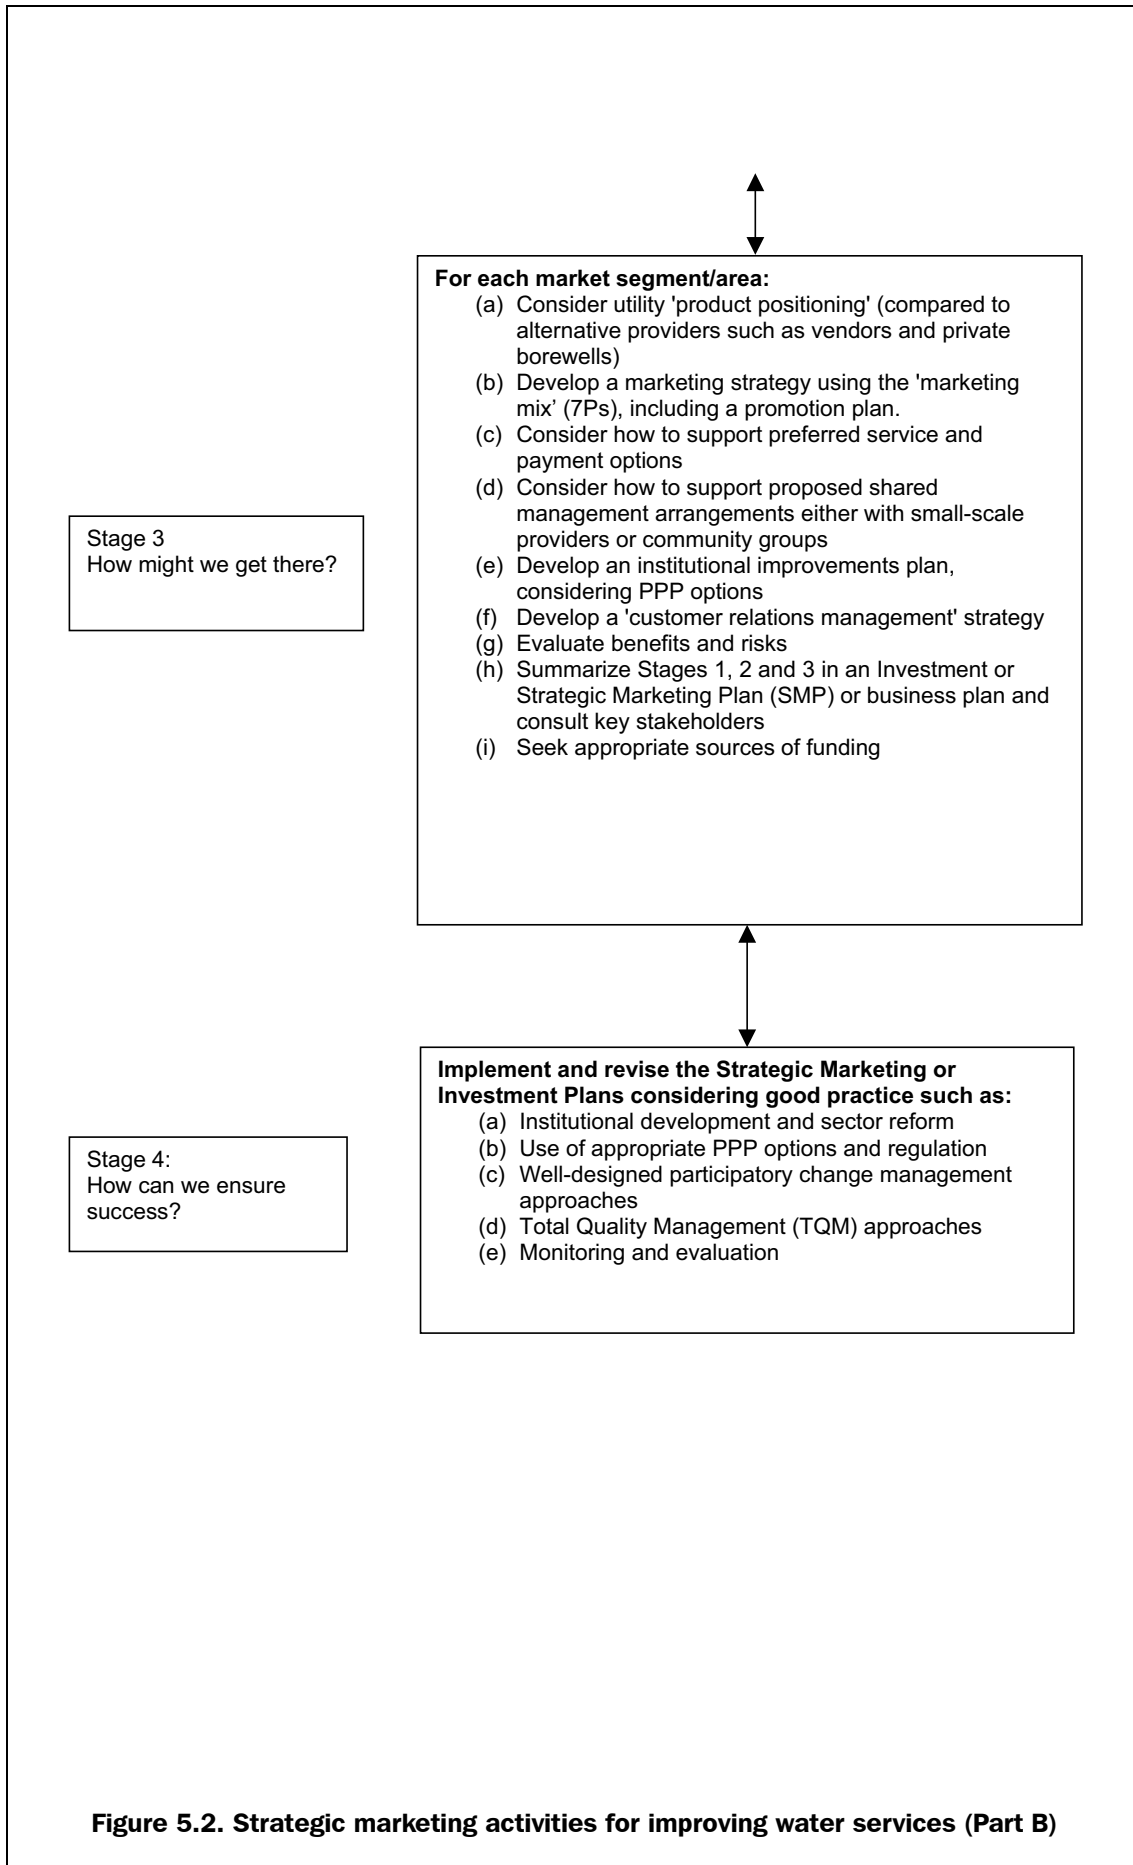 For each market segment/area:
(a) Consider utility 'product positioning' (compared to
alternative providers such as vendors and private
borewells)
(b) Develop a marketing strategy using the 'marketing
mix’ (7Ps), including a promotion plan.
(c) Consider how to support preferred service and
payment options
(d) Consider how to support proposed shared
management arrangements either with small-scale
providers or community groups
(e) Develop an institutional improvements plan,
considering PPP options
(f) Develop a 'customer relations management' strategy
(g) Evaluate benefits and risks
(h) Summarize Stages 1, 2 and 3 in an Investment or
Strategic Marketing Plan (SMP) or business plan and
consult key stakeholders
(i) Seek appropriate sources of funding
Stage 3
How might we get there?
Implement and revise the Strategic Marketing or
Investment Plans considering good practice such as:
(a) Institutional development and sector reform
(b) Use of appropriate PPP options and regulation
(c) Well-designed participatory change management
approaches
(d) Total Quality Management (TQM) approaches
(e) Monitoring and evaluation
Stage 4:
How can we ensure
success?
Figure 5.2. Strategic marketing activities for improving water services (Part B)